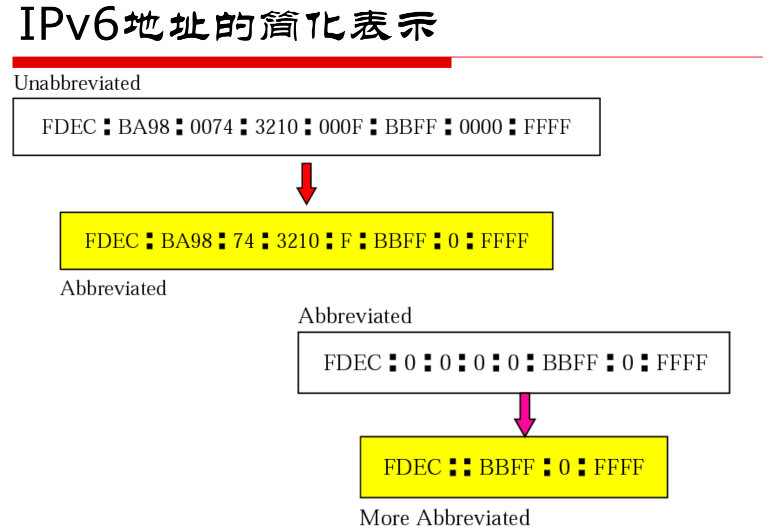 IPv6地址的简化表示
Unabbreviated
FDEC:BA98:0074:3210:000F:BBFF:0000:FFFF
FDEC:BA98:74:3210:F:BBFF:0:FFFF
Abbreviated
Abbreviated
FDEC:0:0:0:0:BBFF:0:FFFF
FDEC::BBFF:0:FFFF
More Abbreviated